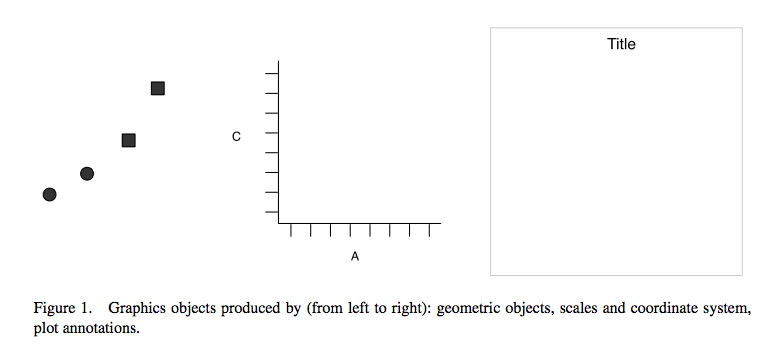 Title
C
A
Figure 1. Graphics objects produced by (from left to right): geometric objects, scales and coordinate system,
plot annotations.